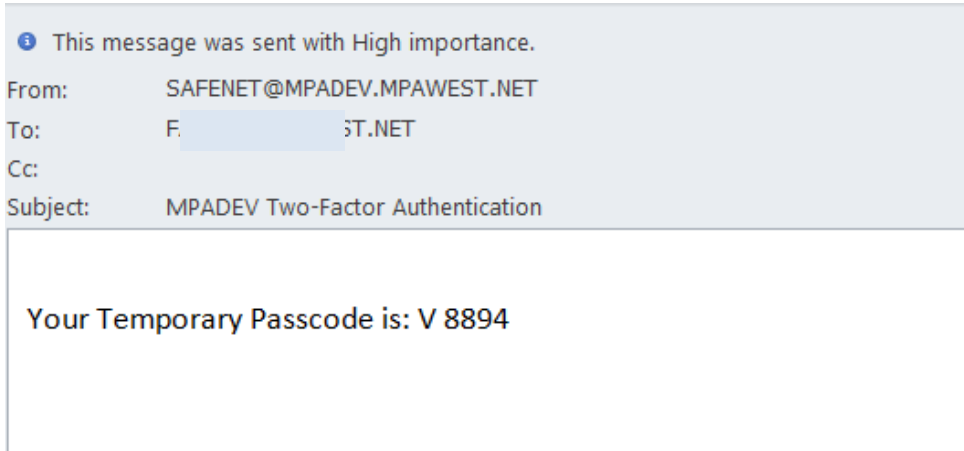 This message was sent with High importance.
From: SAFENET@MPADEV.MPAWEST.NET
To: F. ST.NET
Cc:
Subject: MPADEV Two-Factor Authentication
Your Temporary Passcode is: V 8894